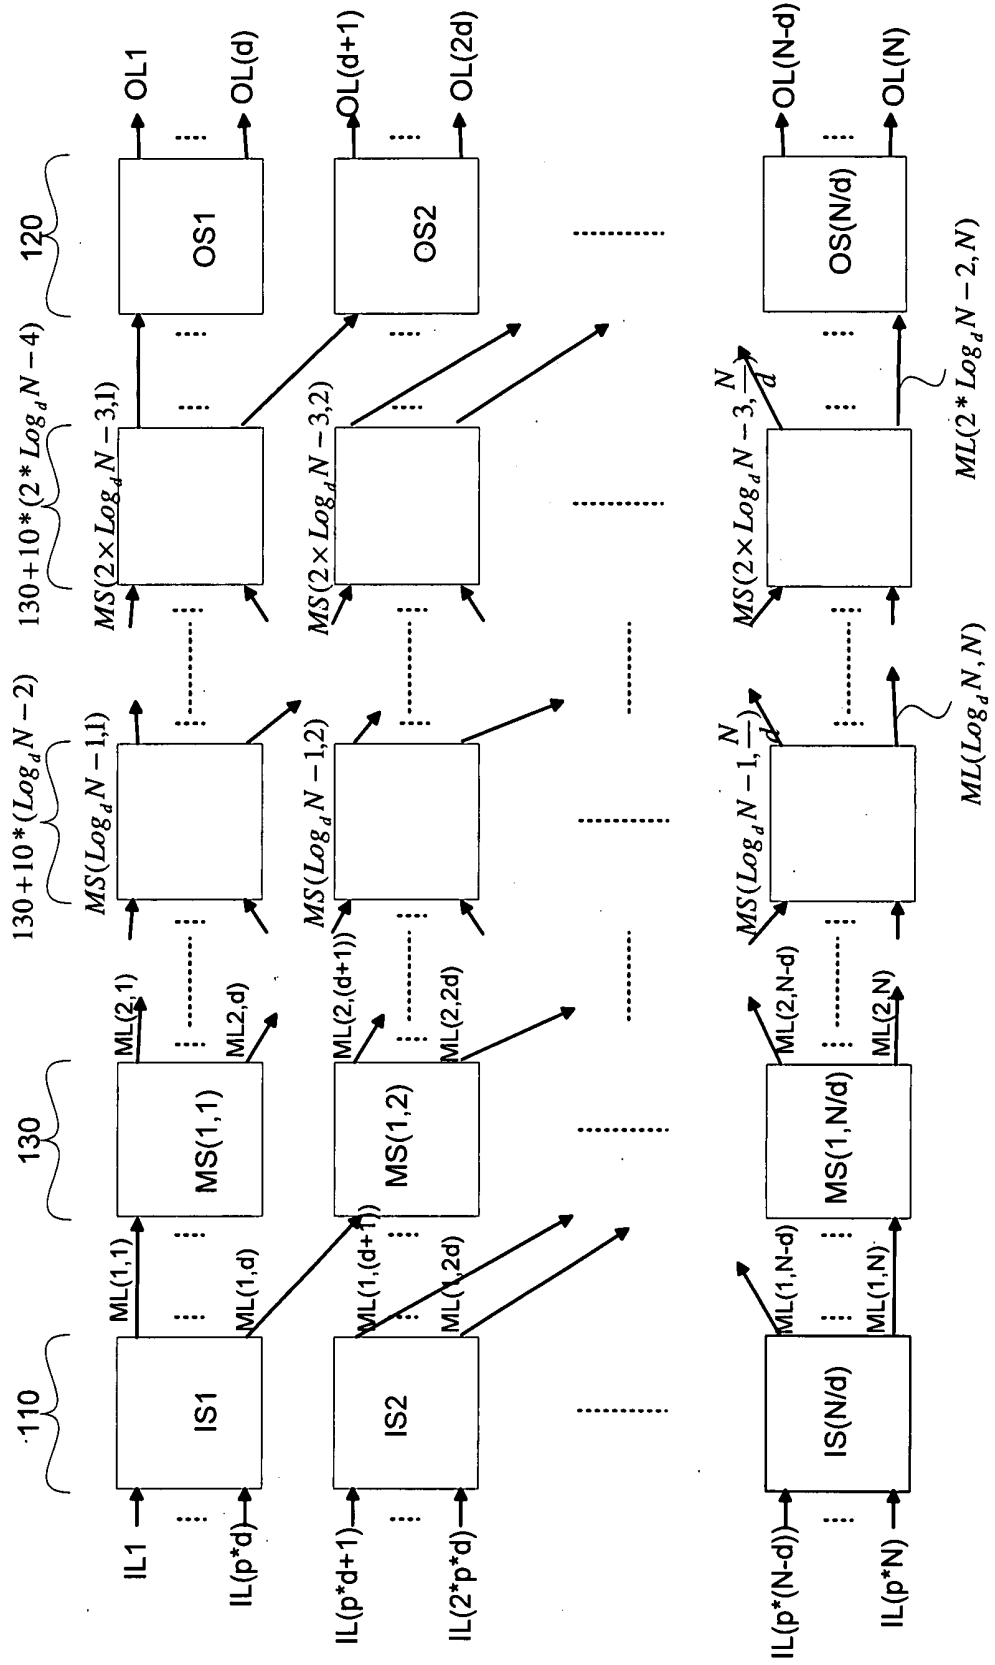 110
130
130+10*(Log_d N−2)
130+10*(2*Log_d N−4)
120
IL1
IL(p*d)
IS1
ML(1,1)
ML(1,d)
MS(1,1)
ML(2,1)
ML2,d)
MS(Log_d N−1,1)
MS(2×Log_d N−3,1)
OS1
OL1
OL(d)
IL(p*d+1)
IL(2*p*d)
IS2
ML(1,(d+1))
ML(1,2d)
MS(1,2)
ML(2,(d+1))
ML(2,2d)
MS(Log_d N−1,2)
MS(2×Log_d N−3,2)
OS2
OL(d+1)
OL(2d)
IL(p*(N-d))
IL(p*N)
IS(N/d)
ML(1,N-d)
ML(1,N)
MS(1,N/d)
ML(2,N-d)
ML(2,N)
MS(Log_d N−1,N/d)
MS(2×Log_d N−3,N/d)
OS(N/d)
OL(N-d)
OL(N)
ML(Log_d N,N)
ML(2*Log_d N−2,N)